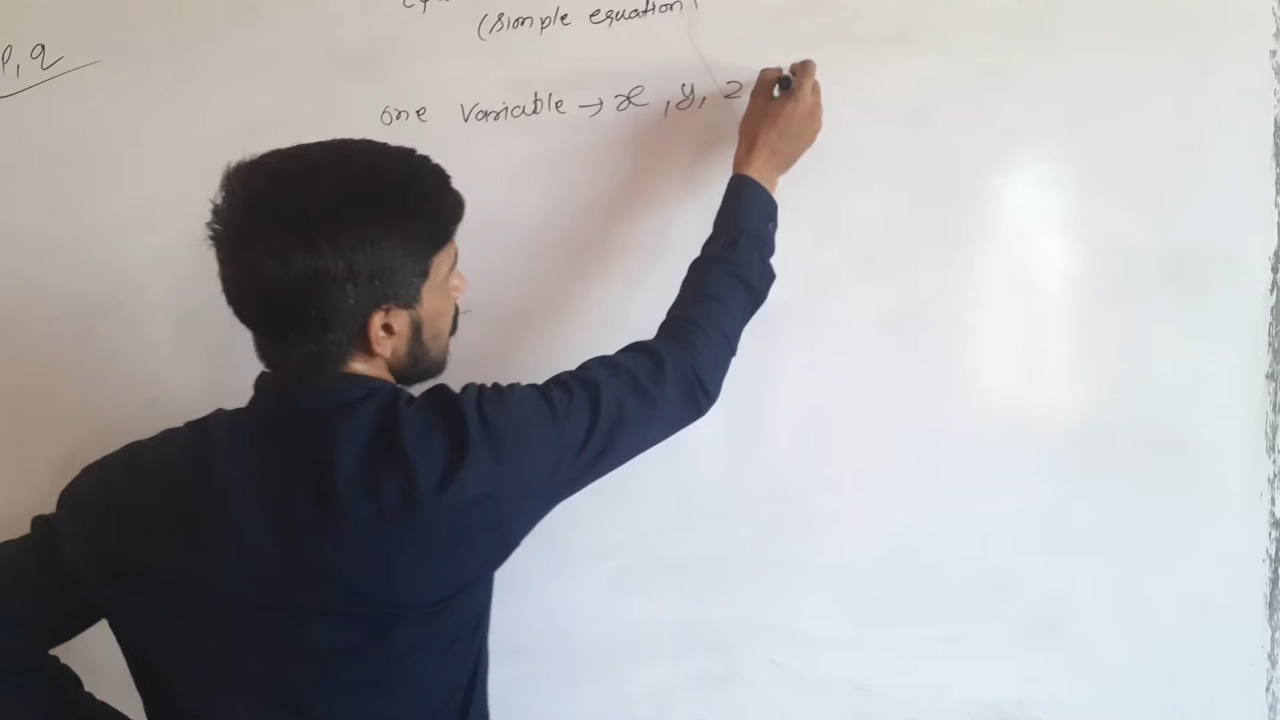 (Simple equation)
P, q
one variable → x, y, z